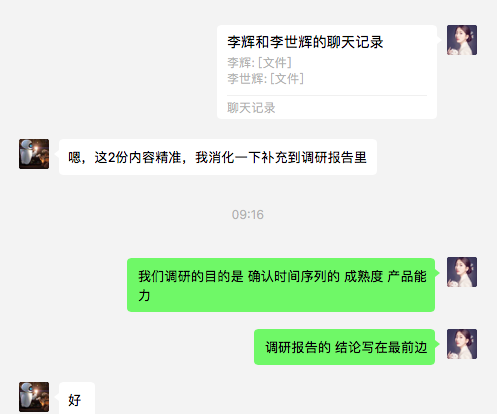 李辉和李世辉的聊天记录
李辉: [文件]
李世辉: [文件]
聊天记录
嗯，这2份内容精准，我消化一下补充到调研报告里
09:16
我们调研的目的是 确认时间序列的 成熟度 产品能
力
调研报告的 结论写在最前边
好